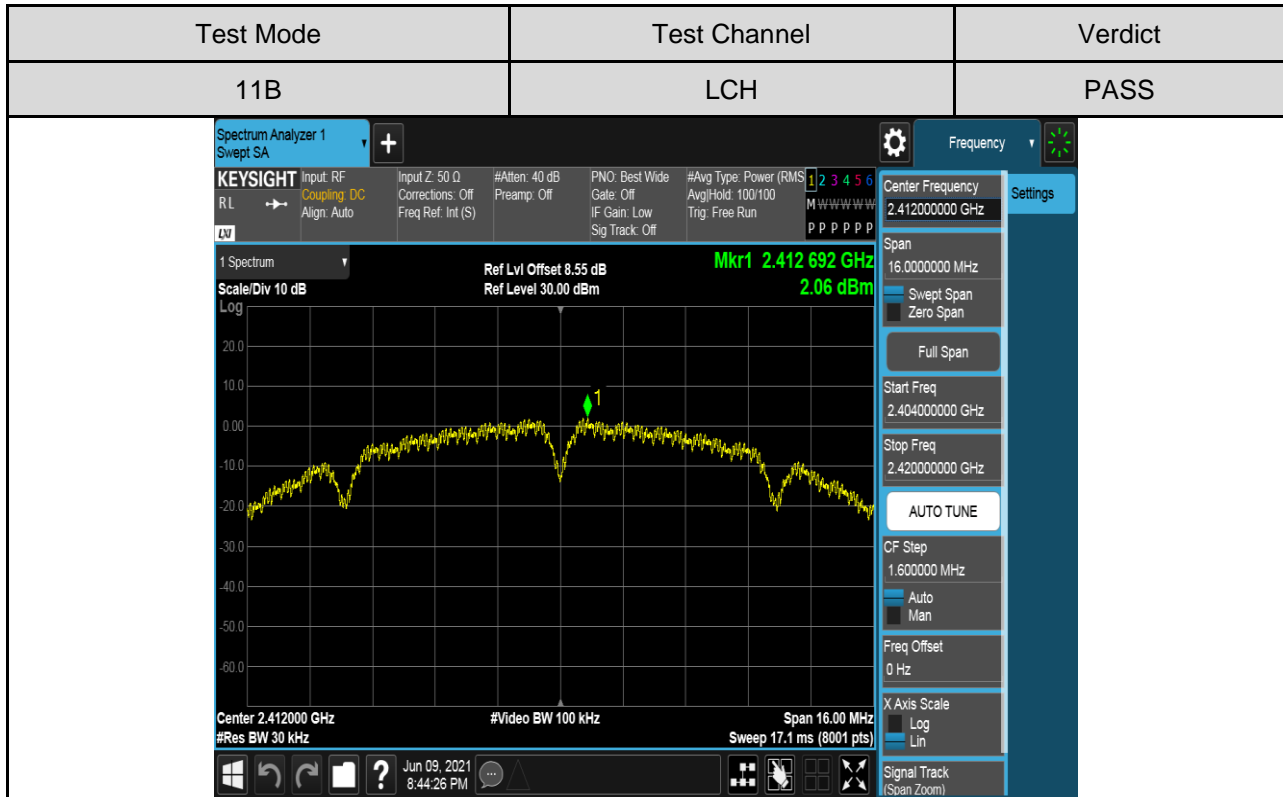 Test Mode Test Channel Verdict
11B LCH PASS
Spectrum Analyzer 1
Swept SA
+
Frequency
KEYSIGHT Input: RF Input Z: 50 Ω #Atten: 40 dB PNO: Best Wide #Avg Type: Power (RMS 1 2 3 4 5 6
RL Coupling: DC Corrections: Off Preamp: Off Gate: Off Avg|Hold: 100/100 M W W W W W
Align: Auto Freq Ref: Int (S) IF Gain: Low Trig: Free Run
LXI Sig Track: Off P P P P P P
1 Spectrum
Ref Lvl Offset 8.55 dB Mkr1 2.412 692 GHz
Scale/Div 10 dB Ref Level 30.00 dBm 2.06 dBm
Log
20.0
10.0
1
0.00
-10.0
-20.0
-30.0
-40.0
-50.0
-60.0
Center 2.412000 GHz #Video BW 100 kHz Span 16.00 MHz
#Res BW 30 kHz Sweep 17.1 ms (8001 pts)
?
Jun 09, 2021
8:44:26 PM
Center Frequency
2.412000000 GHz
Settings
Span
16.0000000 MHz
Swept Span
Zero Span
Full Span
Start Freq
2.404000000 GHz
Stop Freq
2.420000000 GHz
AUTO TUNE
CF Step
1.600000 MHz
Auto
Man
Freq Offset
0 Hz
X Axis Scale
Log
Lin
Signal Track
(Span Zoom)